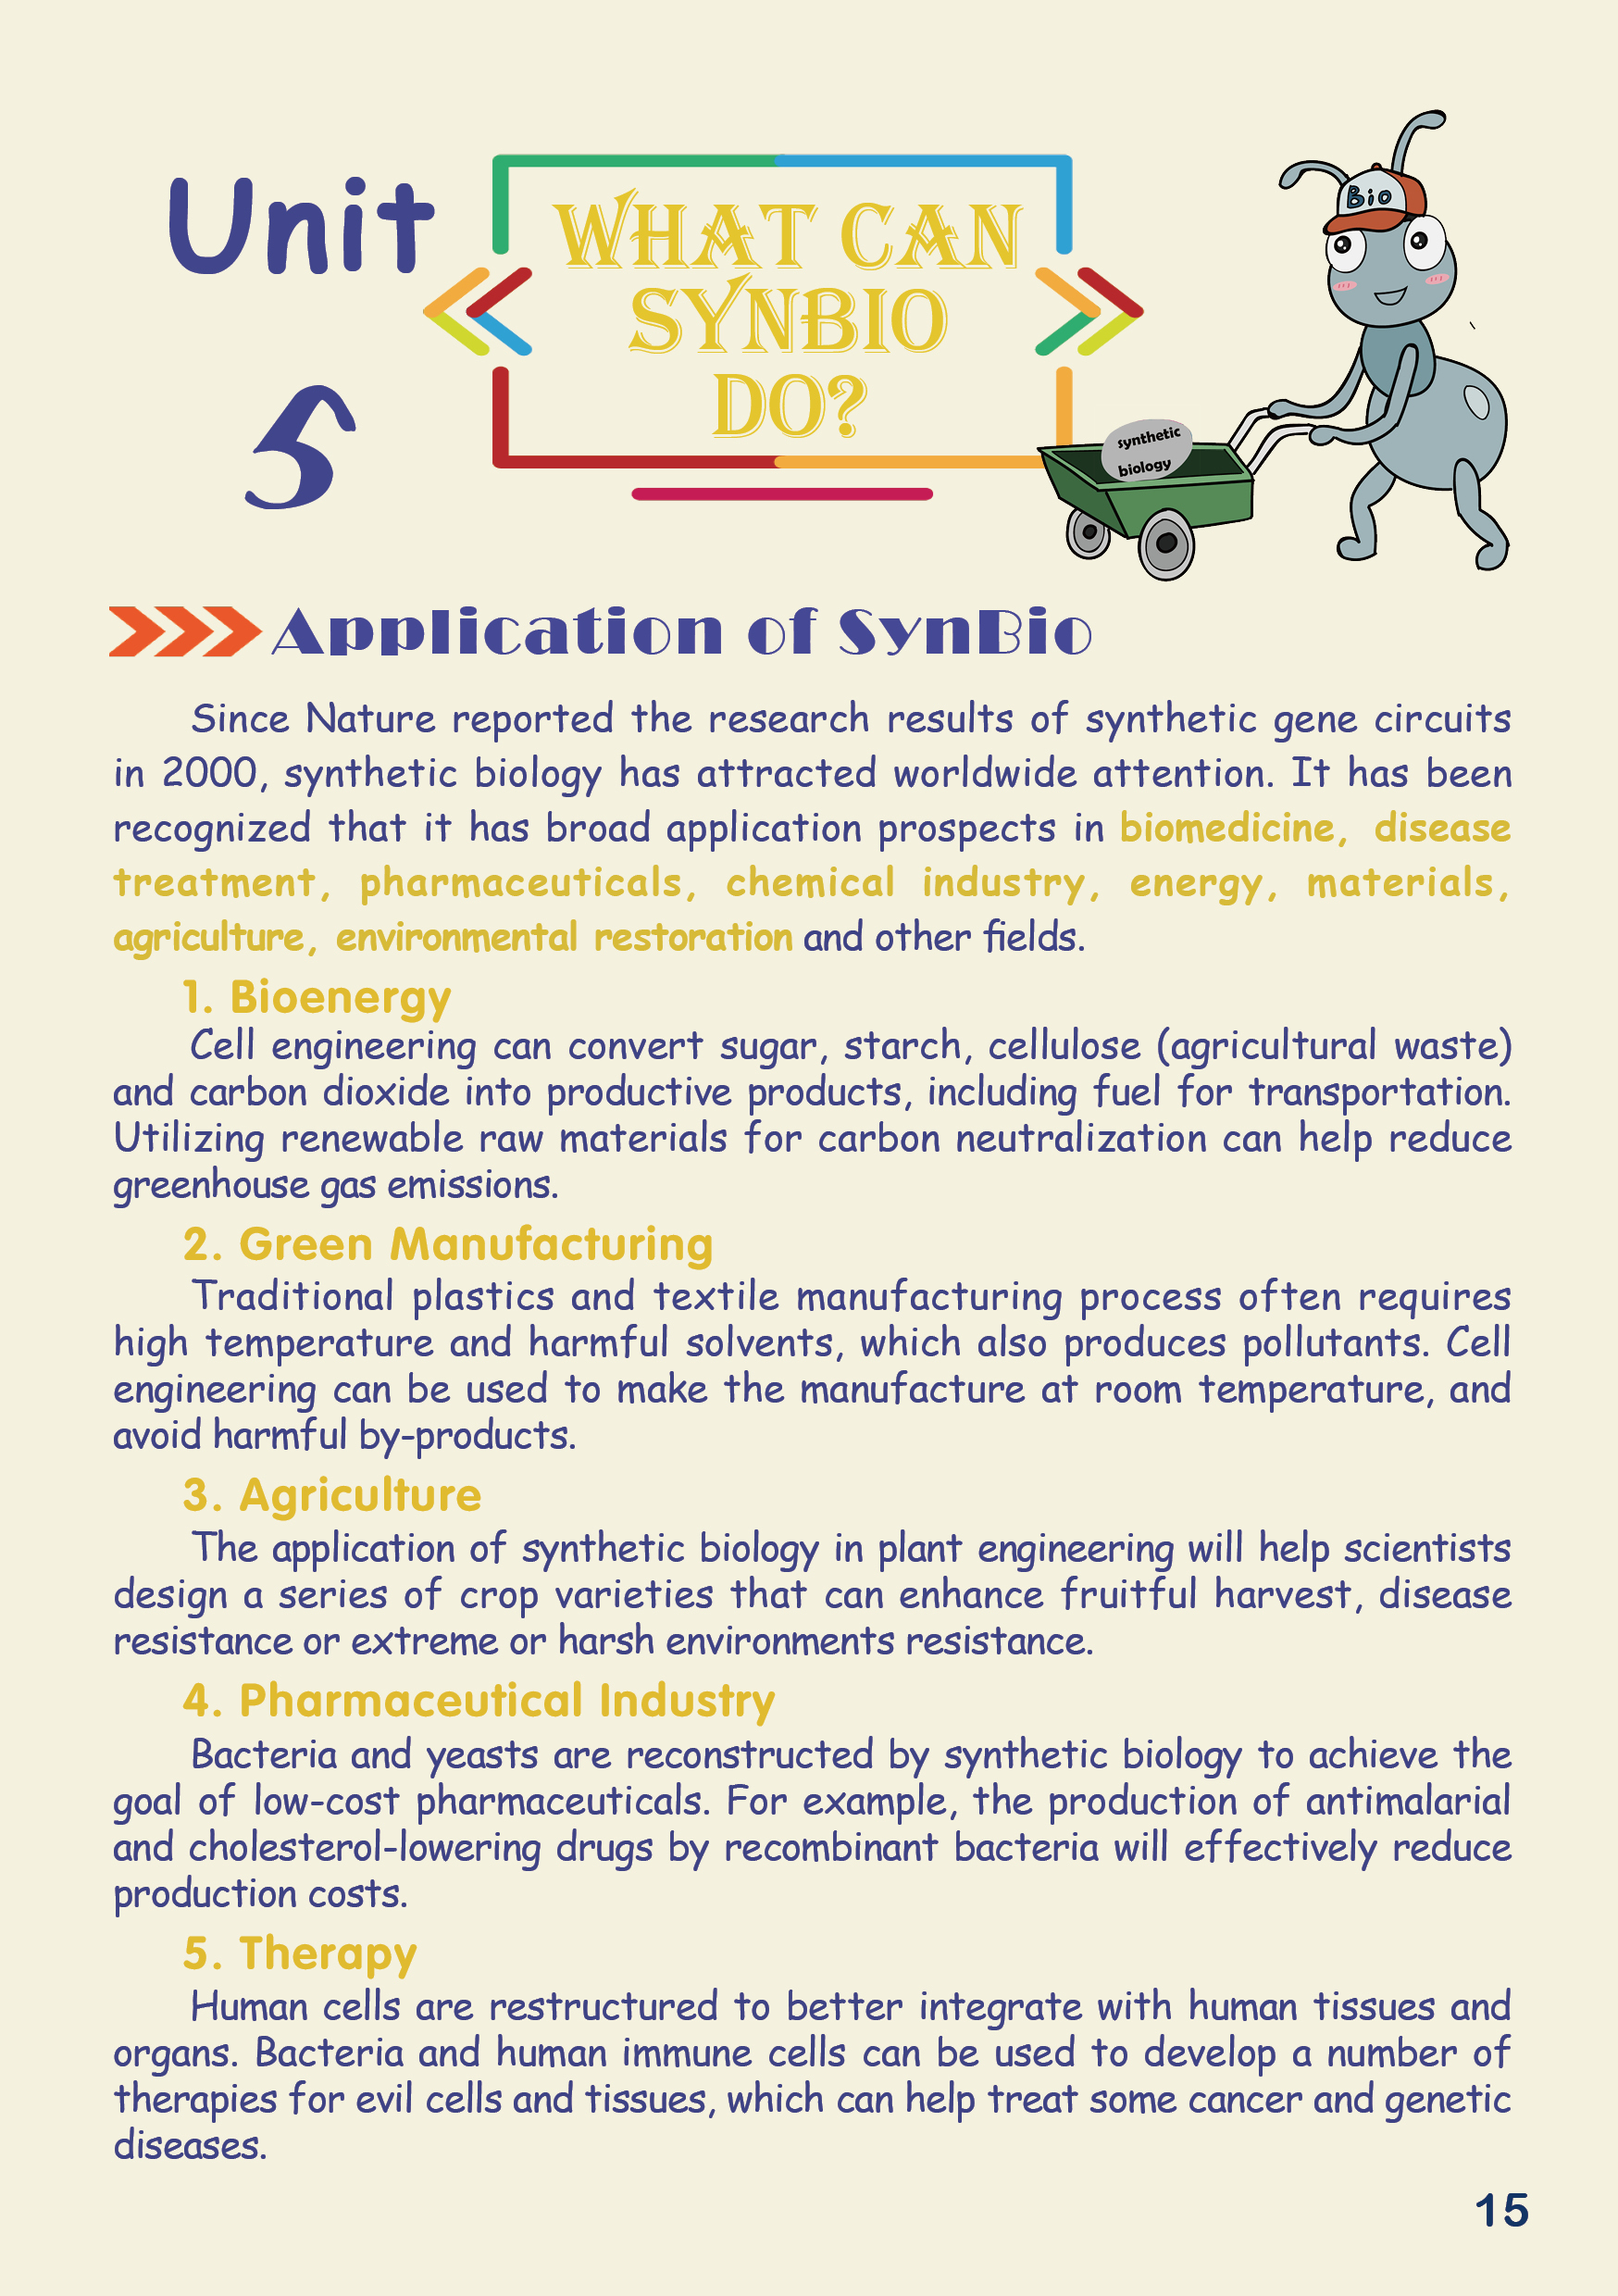 Unit
5
WHAT CAN
SYNBIO
DO?
Bio
synthetic
biology
Application of SynBio
Since Nature reported the research results of synthetic gene circuits
in 2000, synthetic biology has attracted worldwide attention. It has been
recognized that it has broad application prospects in biomedicine, disease
treatment, pharmaceuticals, chemical industry, energy, materials,
agriculture, environmental restoration and other fields.
1. Bioenergy
Cell engineering can convert sugar, starch, cellulose (agricultural waste)
and carbon dioxide into productive products, including fuel for transportation.
Utilizing renewable raw materials for carbon neutralization can help reduce
greenhouse gas emissions.
2. Green Manufacturing
Traditional plastics and textile manufacturing process often requires
high temperature and harmful solvents, which also produces pollutants. Cell
engineering can be used to make the manufacture at room temperature, and
avoid harmful by-products.
3. Agriculture
The application of synthetic biology in plant engineering will help scientists
design a series of crop varieties that can enhance fruitful harvest, disease
resistance or extreme or harsh environments resistance.
4. Pharmaceutical Industry
Bacteria and yeasts are reconstructed by synthetic biology to achieve the
goal of low-cost pharmaceuticals. For example, the production of antimalarial
and cholesterol-lowering drugs by recombinant bacteria will effectively reduce
production costs.
5. Therapy
Human cells are restructured to better integrate with human tissues and
organs. Bacteria and human immune cells can be used to develop a number of
therapies for evil cells and tissues, which can help treat some cancer and genetic
diseases.
15